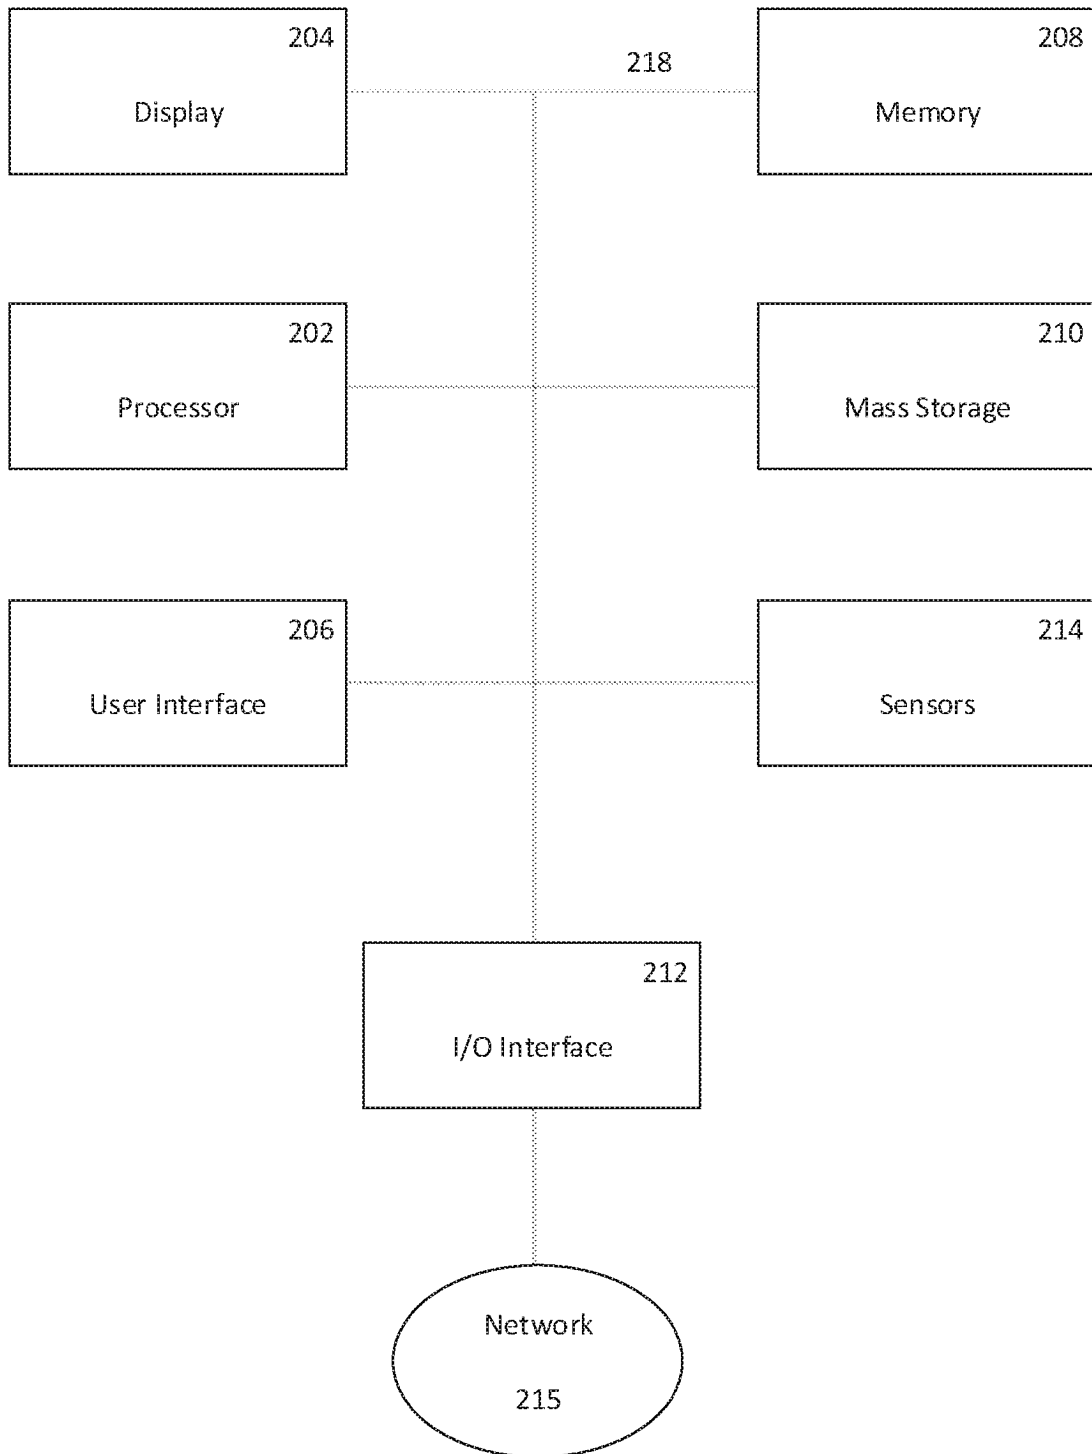 204
Display
218
208
Memory
202
Processor
210
Mass Storage
206
User Interface
214
Sensors
212
I/O Interface
Network
215